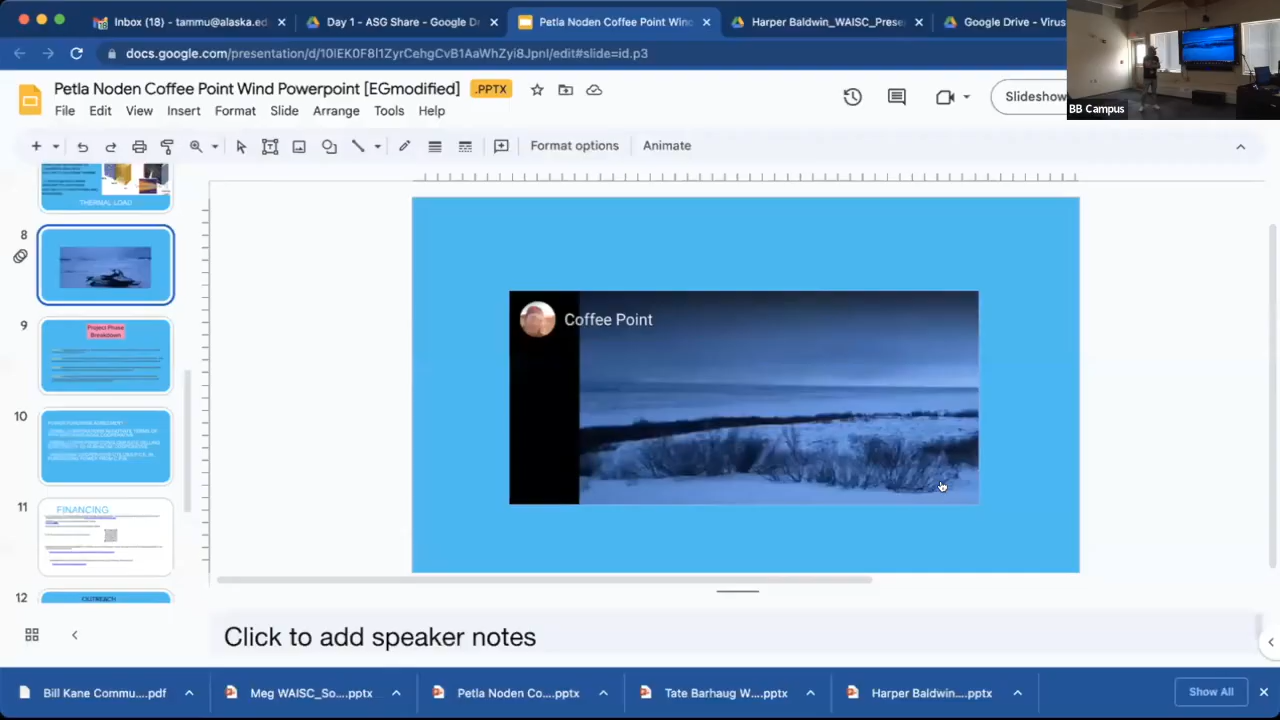 Inbox (18) - tammu@alaska.ed
Day 1 - ASG Share - Google Dr
Petla Noden Coffee Point Wind
Harper Baldwin_WAISC_Prese
Google Drive - Virus
docs.google.com/presentation/d/10IEK0F8I1ZyrCehgCvB1AaWhZyi8JpnI/edit#slide=id.p3
BB Campus
Petla Noden Coffee Point Wind Powerpoint [EGmodified]
.PPTX
Slideshow
File Edit View Insert Format Slide Arrange Tools Help
Format options
Animate
THERMAL LOAD
8
9
Project Phase
Breakdown
10
11
FINANCING
12
OUTREACH
Coffee Point
Click to add speaker notes
Bill Kane Commu....pdf
Meg WAISC_So....pptx
Petla Noden Co....pptx
Tate Barhaug W....pptx
Harper Baldwin....pptx
Show All